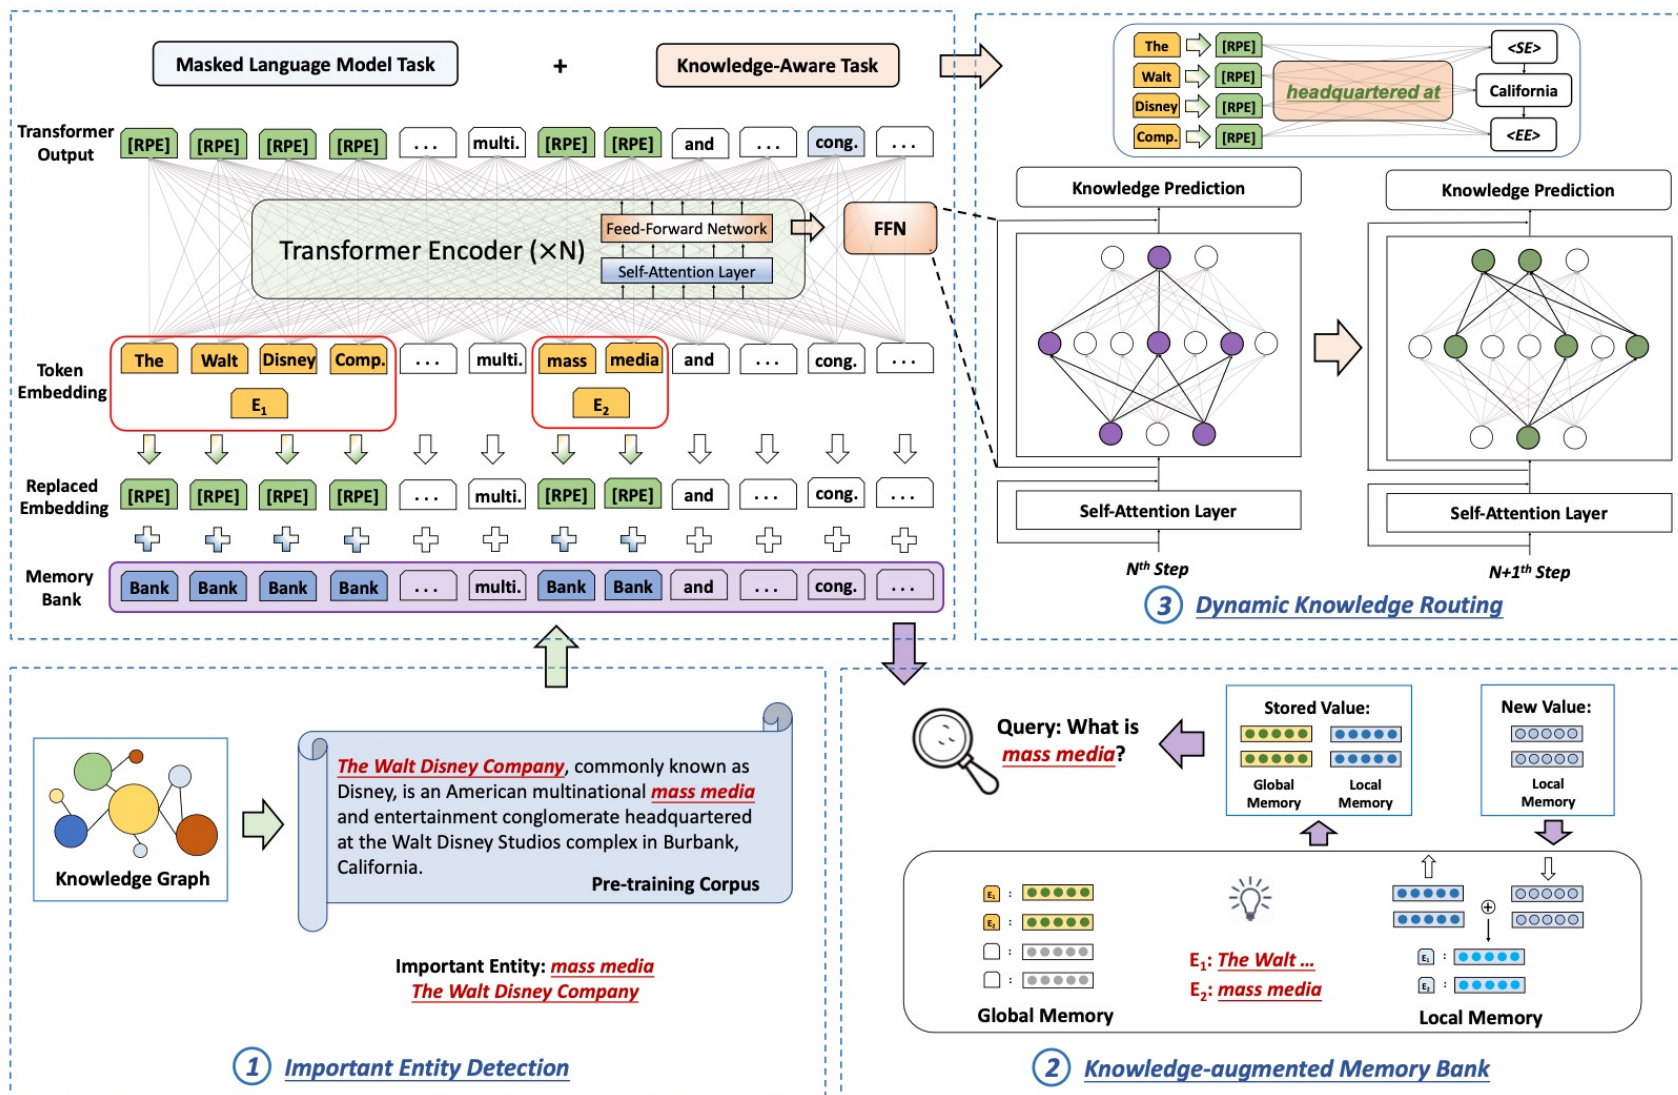 Masked Language Model Task + Knowledge-Aware Task
Transformer Output
[RPE] [RPE] [RPE] [RPE] ... multi. [RPE] [RPE] and ... cong. ...
Transformer Encoder (×N)
Feed-Forward Network
Self-Attention Layer
FFN
Token Embedding
The Walt Disney Comp. ... multi. mass media and ... cong. ...
E1 E2
Replaced Embedding
[RPE] [RPE] [RPE] [RPE] ... multi. [RPE] [RPE] and ... cong. ...
Memory Bank
Bank Bank Bank Bank ... multi. Bank Bank and ... cong. ...
The [RPE] <SE>
Walt [RPE]
headquartered at California
Disney [RPE]
Comp. [RPE] <EE>
Knowledge Prediction Knowledge Prediction
Self-Attention Layer Self-Attention Layer
Nth Step N+1th Step
3 Dynamic Knowledge Routing
Knowledge Graph
The Walt Disney Company, commonly known as
Disney, is an American multinational mass media
and entertainment conglomerate headquartered
at the Walt Disney Studios complex in Burbank,
California.
Pre-training Corpus
Important Entity: mass media
The Walt Disney Company
1 Important Entity Detection
Query: What is
mass media?
Stored Value:
Global Memory Local Memory
New Value:
Local Memory
E1 :
E2 :
:
:
Global Memory
E1: The Walt ...
E2: mass media
E1 :
E2 :
Local Memory
2 Knowledge-augmented Memory Bank